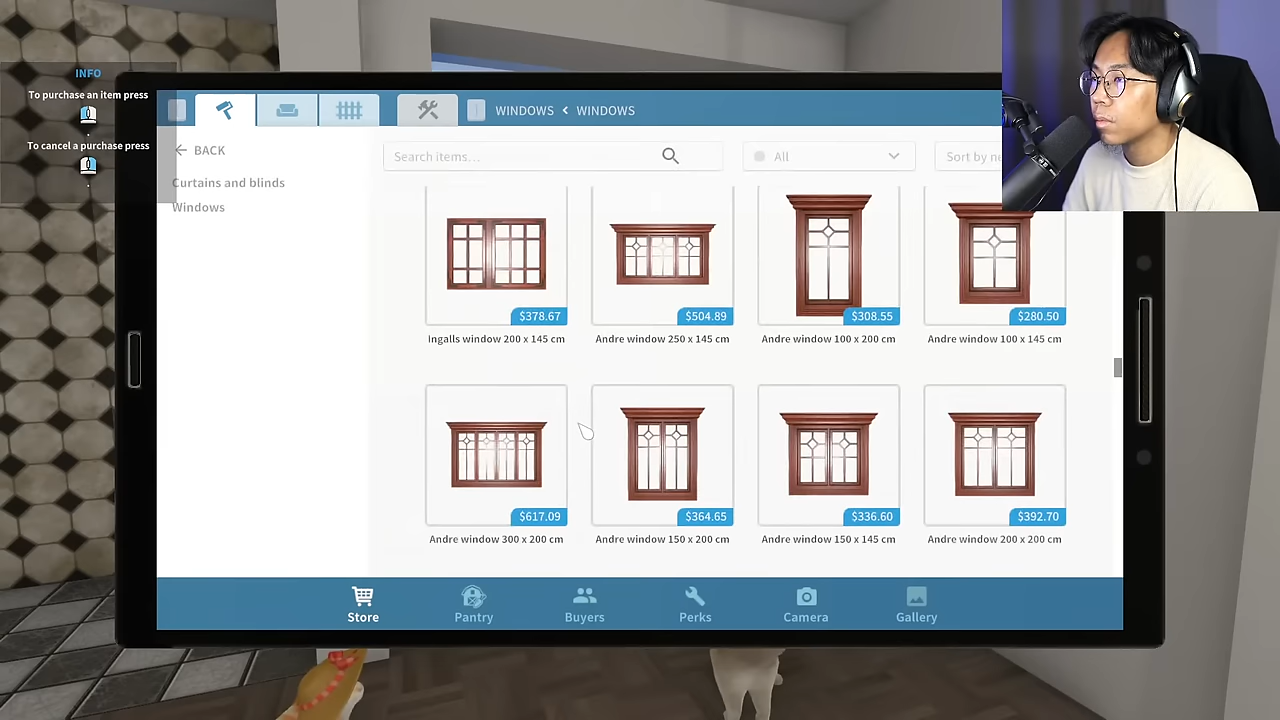 INFO
To purchase an item press
To cancel a purchase press
WINDOWS < WINDOWS
BACK
Search items...
All
Sort by ne
Curtains and blinds
Windows
$378.67
$504.89
$308.55
$280.50
Ingalls window 200 x 145 cm
Andre window 250 x 145 cm
Andre window 100 x 200 cm
Andre window 100 x 145 cm
$617.09
$364.65
$336.60
$392.70
Andre window 300 x 200 cm
Andre window 150 x 200 cm
Andre window 150 x 145 cm
Andre window 200 x 200 cm
Store
Pantry
Buyers
Perks
Camera
Gallery